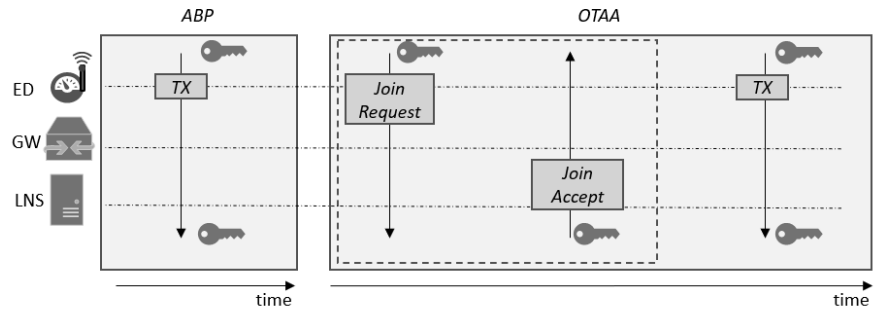 ABP
OTAA
ED
TX
Join
Request
TX
GW
Join
Accept
LNS
time
time